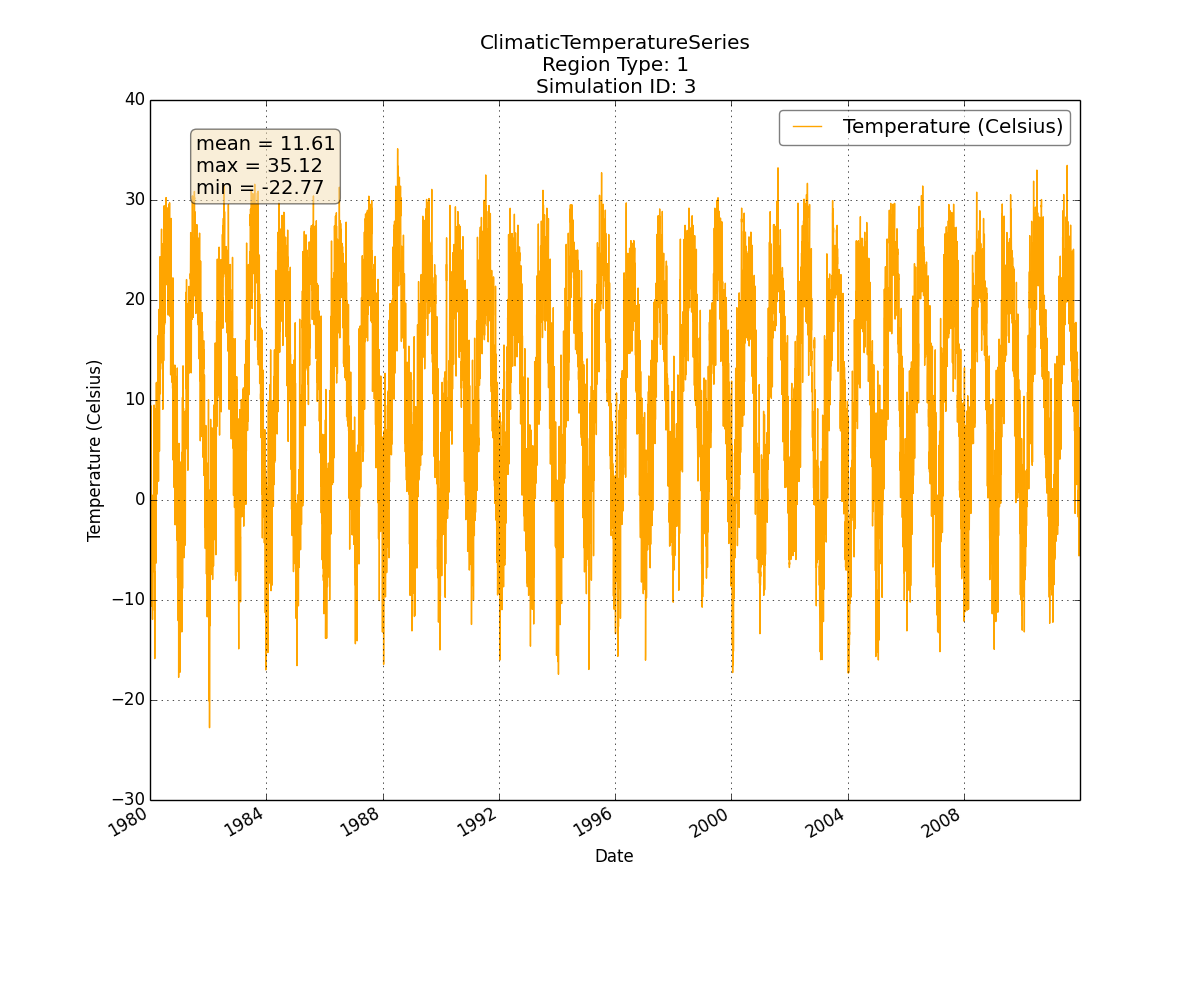 ClimaticTemperatureSeries
Region Type: 1
Simulation ID: 3
40
30
20
10
0
−10
−20
−30
Temperature (Celsius)
mean = 11.61
max = 35.12
min = -22.77
Temperature (Celsius)
1980
1984
1988
1992
1996
2000
2004
2008
Date